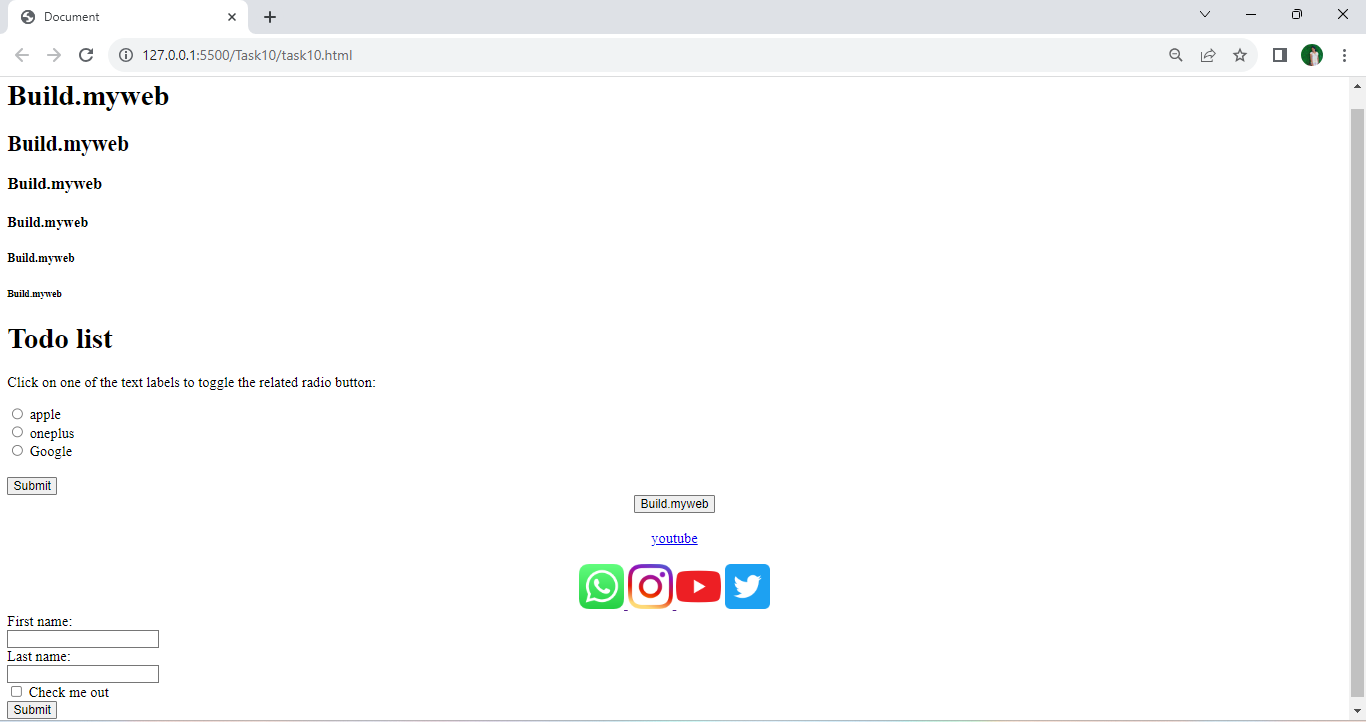 Document
127.0.0.1:5500/Task10/task10.html
Build.myweb
Build.myweb
Build.myweb
Build.myweb
Build.myweb
Build.myweb
Todo list
Click on one of the text labels to toggle the related radio button:
apple
oneplus
Google
Submit
Build.myweb
youtube
First name:
Last name:
Check me out
Submit